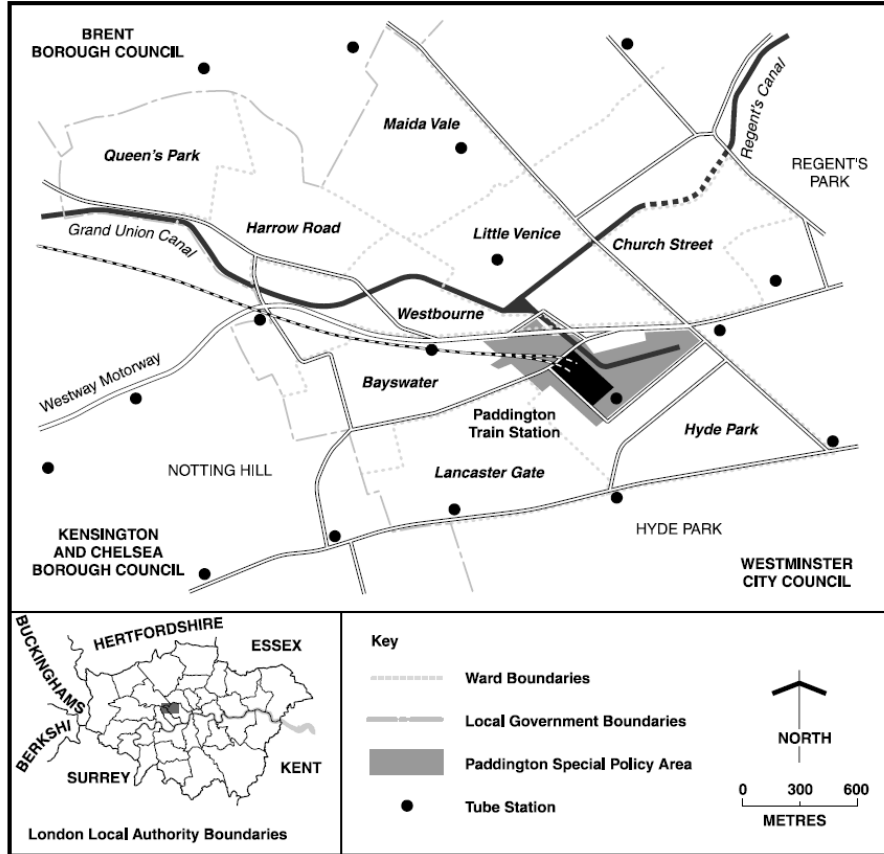 BRENT
BOROUGH COUNCIL
Maida Vale
Regent's Canal
Queen's Park
REGENT'S
PARK
Harrow Road
Grand Union Canal
Little Venice
Church Street
Westbourne
Westway Motorway
Bayswater
Paddington
Train Station
Hyde Park
NOTTING HILL
Lancaster Gate
KENSINGTON
AND CHELSEA
BOROUGH COUNCIL
HYDE PARK
WESTMINSTER
CITY COUNCIL
BUCKINGHAMS
HERTFORDSHIRE
ESSEX
BERKSHI
SURREY
KENT
London Local Authority Boundaries
Key
Ward Boundaries
Local Government Boundaries
Paddington Special Policy Area
Tube Station
NORTH
0 300 600
METRES